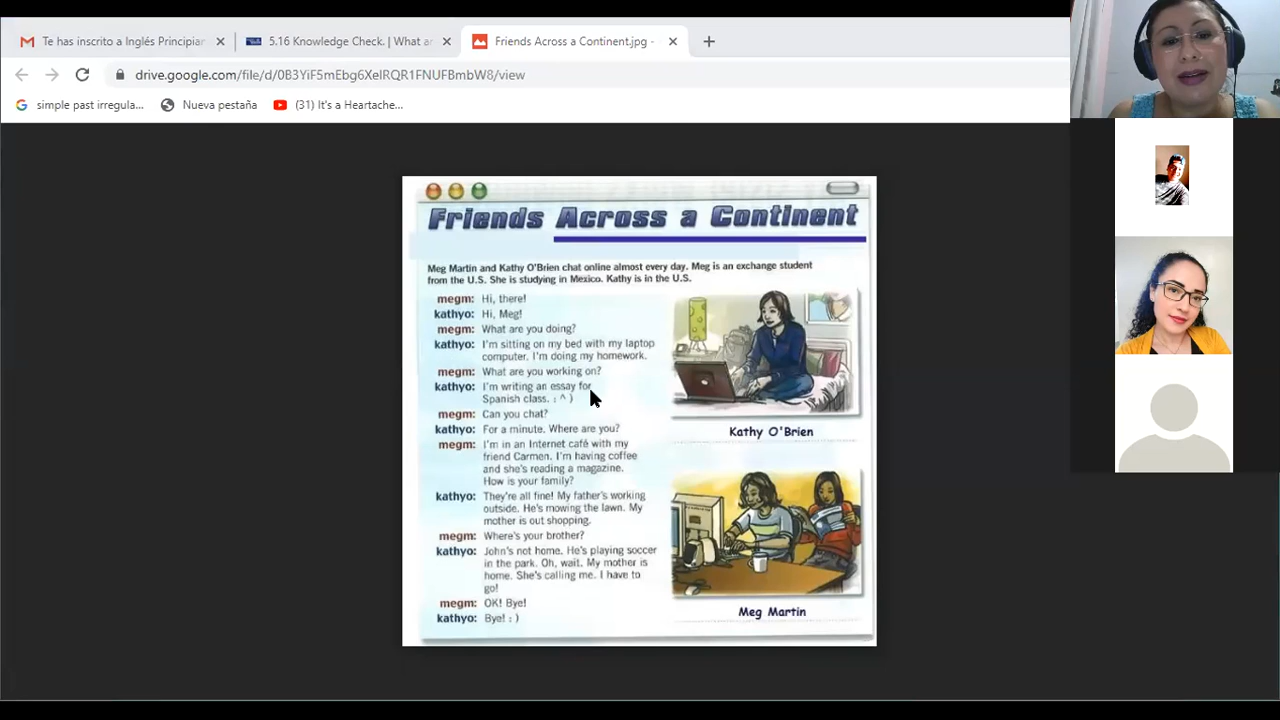 Te has inscrito a Inglés Principian
5.16 Knowledge Check. | What ar
Friends Across a Continent.jpg -
drive.google.com/file/d/0B3YiF5mEbg6XelRQR1FNUFBmbW8/view
simple past irregula...
Nueva pestaña
(31) It's a Heartache...
Friends Across a Continent
Meg Martin and Kathy O'Brien chat online almost every day. Meg is an exchange student
from the U.S. She is studying in Mexico. Kathy is in the U.S.
megm: Hi, there!
kathyo: Hi, Meg!
megm: What are you doing?
kathyo: I'm sitting on my bed with my laptop
computer. I'm doing my homework.
megm: What are you working on?
kathyo: I'm writing an essay for
Spanish class. : ^ )
megm: Can you chat?
kathyo: For a minute. Where are you?
megm: I'm in an Internet café with my
friend Carmen. I'm having coffee
and she's reading a magazine.
How is your family?
kathyo: They're all fine! My father's working
outside. He's mowing the lawn. My
mother is out shopping.
megm: Where's your brother?
kathyo: John's not home. He's playing soccer
in the park. Oh, wait. My mother is
home. She's calling me. I have to
go!
megm: OK! Bye!
kathyo: Bye! : )
Kathy O'Brien
Meg Martin